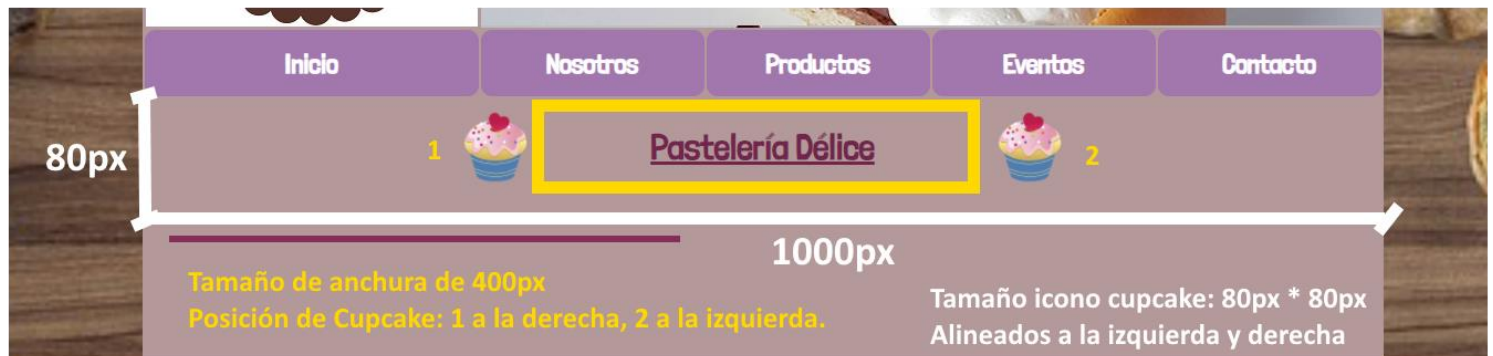 Inicio Nosotros Productos Eventos Contacto
80px
1 Pastelería Délice 2
1000px
Tamaño de anchura de 400px
Posición de Cupcake: 1 a la derecha, 2 a la izquierda.
Tamaño icono cupcake: 80px * 80px
Alineados a la izquierda y derecha